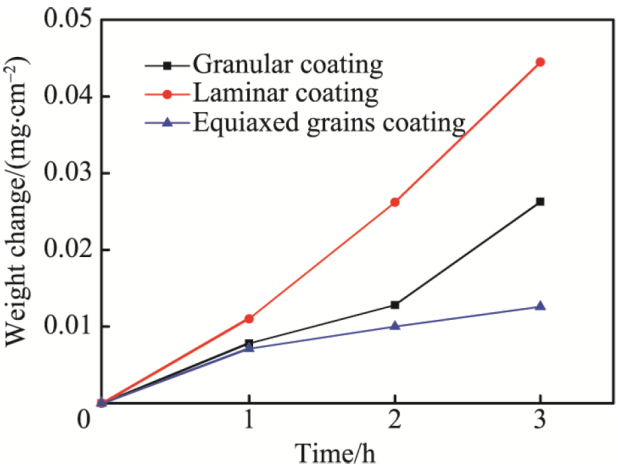 0.05
0.04
0.03
0.02
0.01
0
Weight change/(mg·cm⁻²)
Granular coating
Laminar coating
Equiaxed grains coating
1 2 3
Time/h